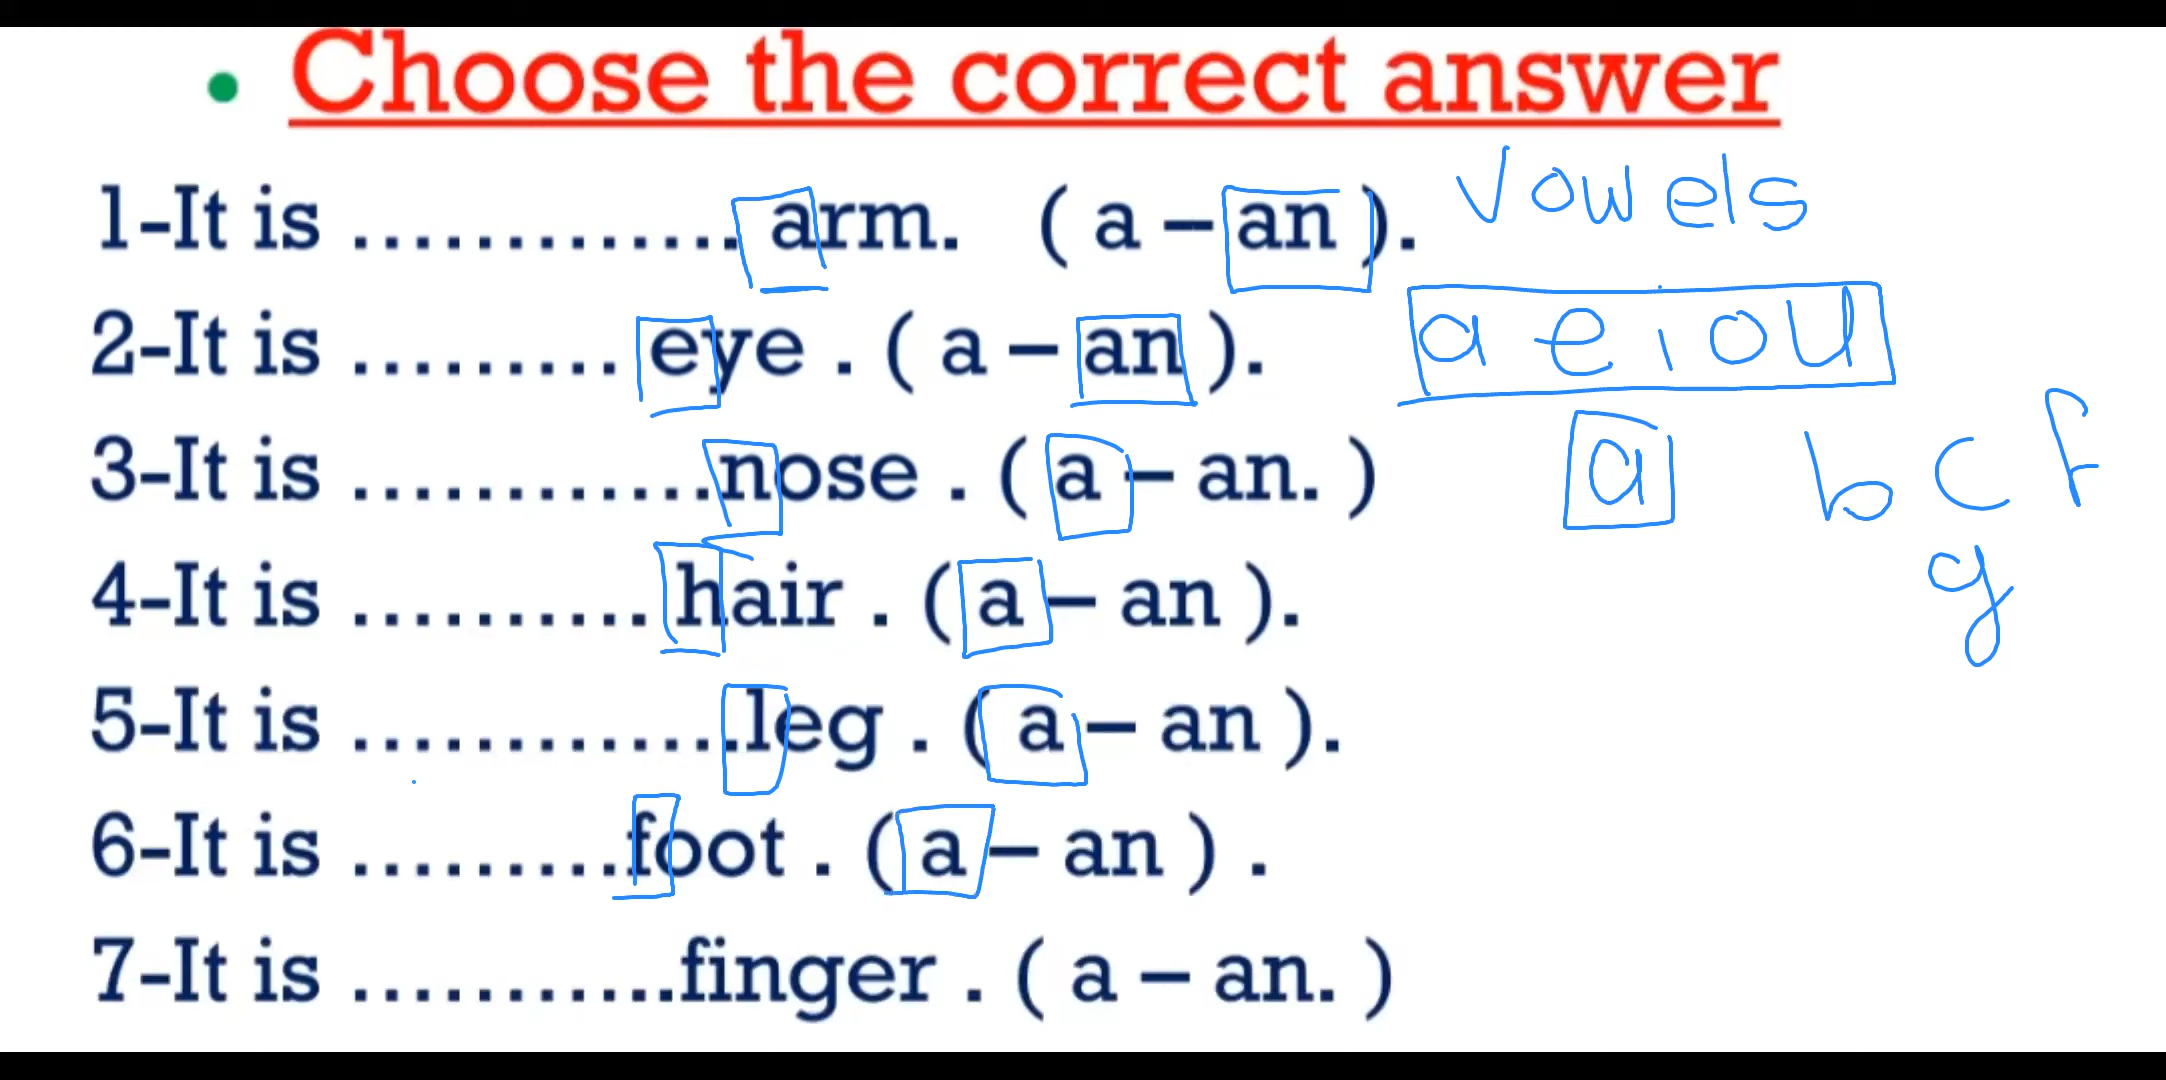 • Choose the correct answer
1-It is ............. arm. ( a – an ). vowels
2-It is ......... eye . ( a – an ). a e i o u
3-It is ............nose . ( a – an. ) a b c f
4-It is .......... hair . ( a – an ). g
5-It is .............leg . ( a – an ).
6-It is .........foot . ( a – an ) .
7-It is ...........finger . ( a – an. )